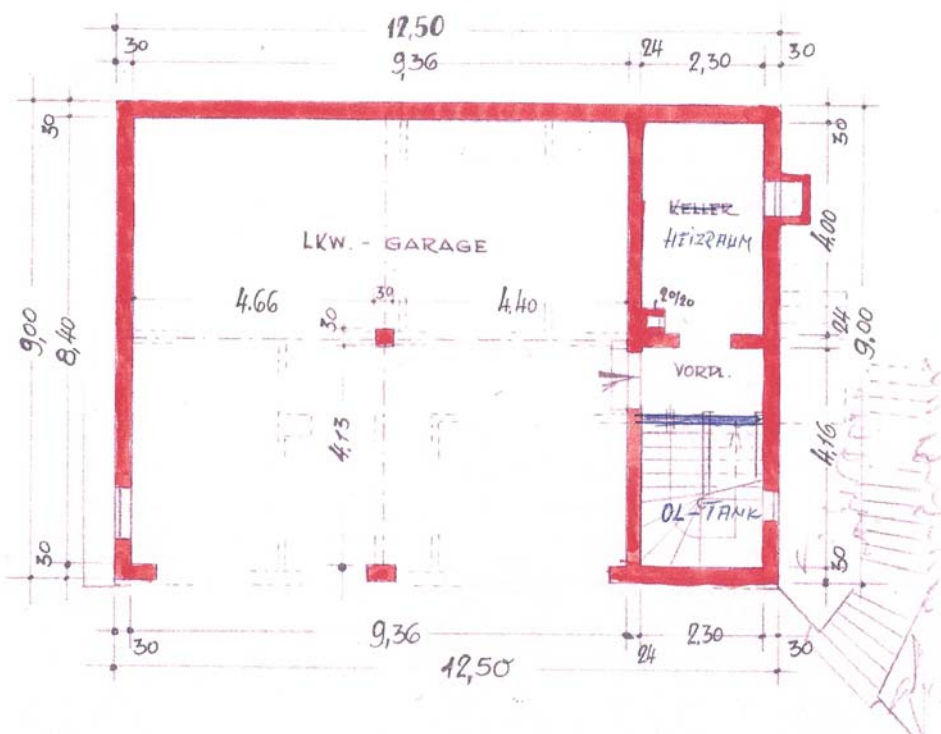 12,50
30 9,36 24 2,30 30
30
30
KELLER
HEIZRAUM
LKW. - GARAGE
4.00
4.66 30 4.40 20/20
30
24
9,00
8,40
9,00
VORPL.
4.13
4.16
OL-TANK
30
30
30 9,36 24 2,30 30
12,50